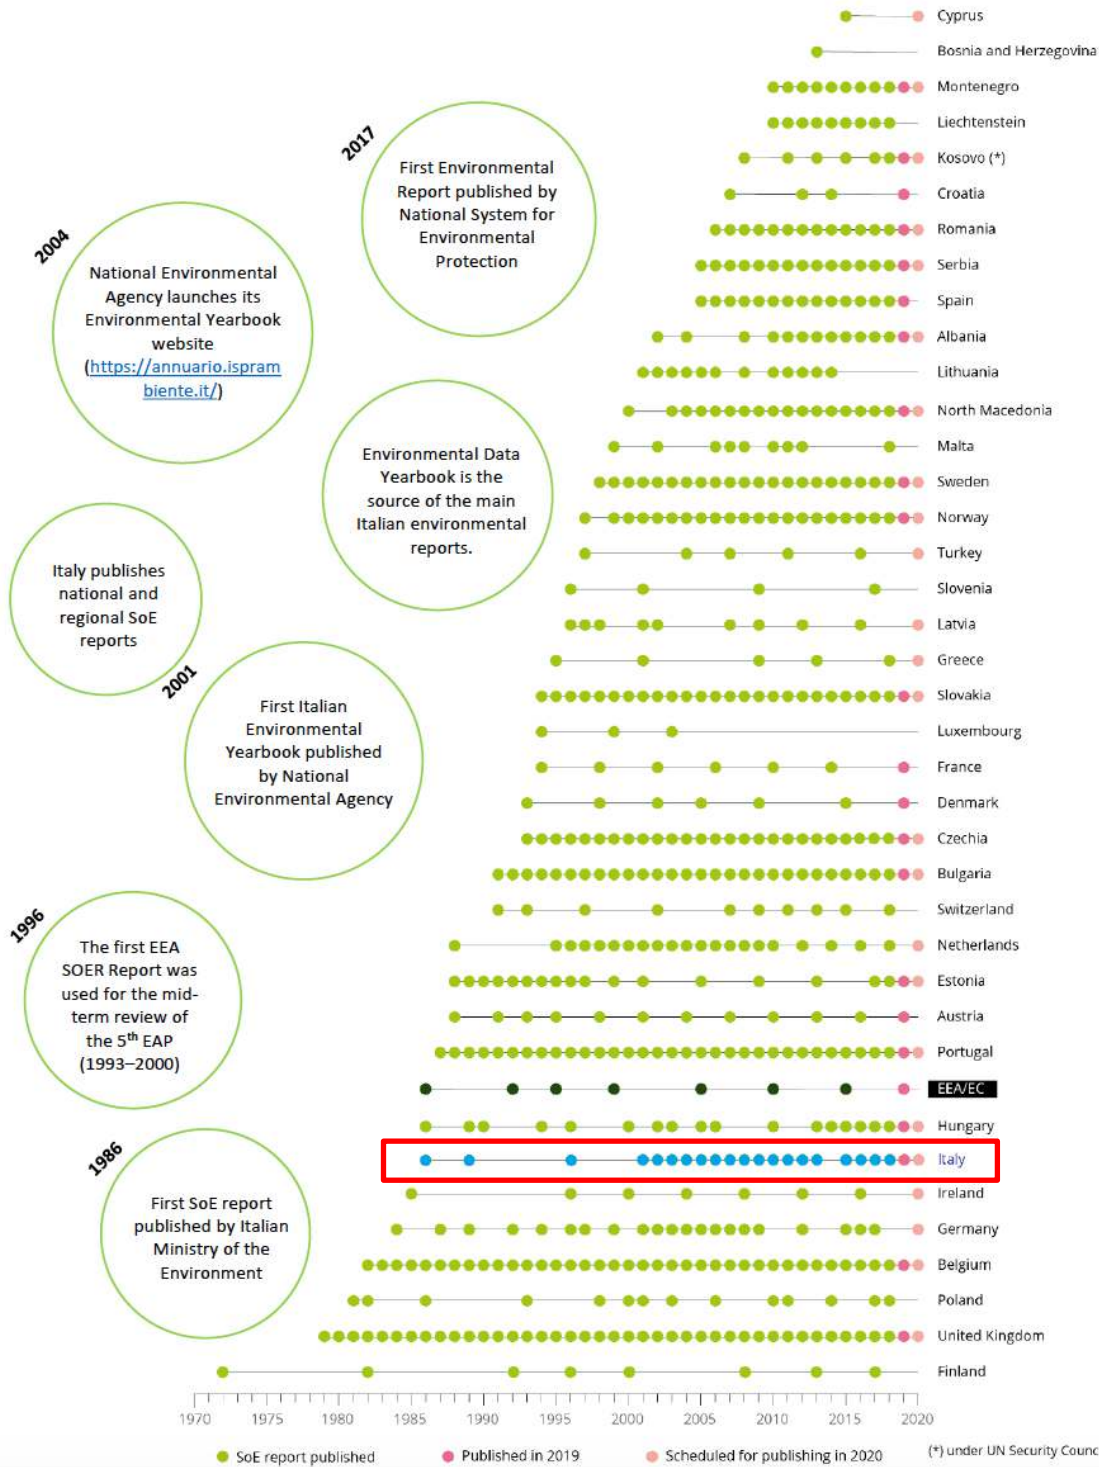 2017
First Environmental
Report published by
National System for
Environmental
Protection
2004
National Environmental
Agency launches its
Environmental Yearbook
website
(https://annuario.ispram
biente.it/)
Environmental Data
Yearbook is the
source of the main
Italian environmental
reports.
Italy publishes
national and
regional SoE
reports
2001
First Italian
Environmental
Yearbook published
by National
Environmental Agency
1996
The first EEA
SOER Report was
used for the mid-
term review of
the 5th EAP
(1993–2000)
1986
First SoE report
published by Italian
Ministry of the
Environment
Cyprus
Bosnia and Herzegovina
Montenegro
Liechtenstein
Kosovo (*)
Croatia
Romania
Serbia
Spain
Albania
Lithuania
North Macedonia
Malta
Sweden
Norway
Turkey
Slovenia
Latvia
Greece
Slovakia
Luxembourg
France
Denmark
Czechia
Bulgaria
Switzerland
Netherlands
Estonia
Austria
Portugal
EEA/EC
Hungary
Italy
Ireland
Germany
Belgium
Poland
United Kingdom
Finland
1970 1975 1980 1985 1990 1995 2000 2005 2010 2015 2020
SoE report published Published in 2019 Scheduled for publishing in 2020 (*) under UN Security Counc